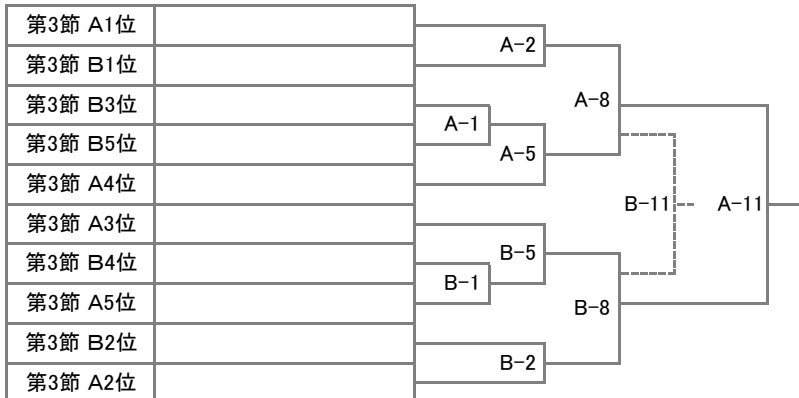 第3節 A1位
第3節 B1位
第3節 B3位
第3節 B5位
第3節 A4位
第3節 A3位
第3節 B4位
第3節 A5位
第3節 B2位
第3節 A2位
A-2
A-8
A-1
A-5
B-11
A-11
B-5
B-1
B-8
B-2